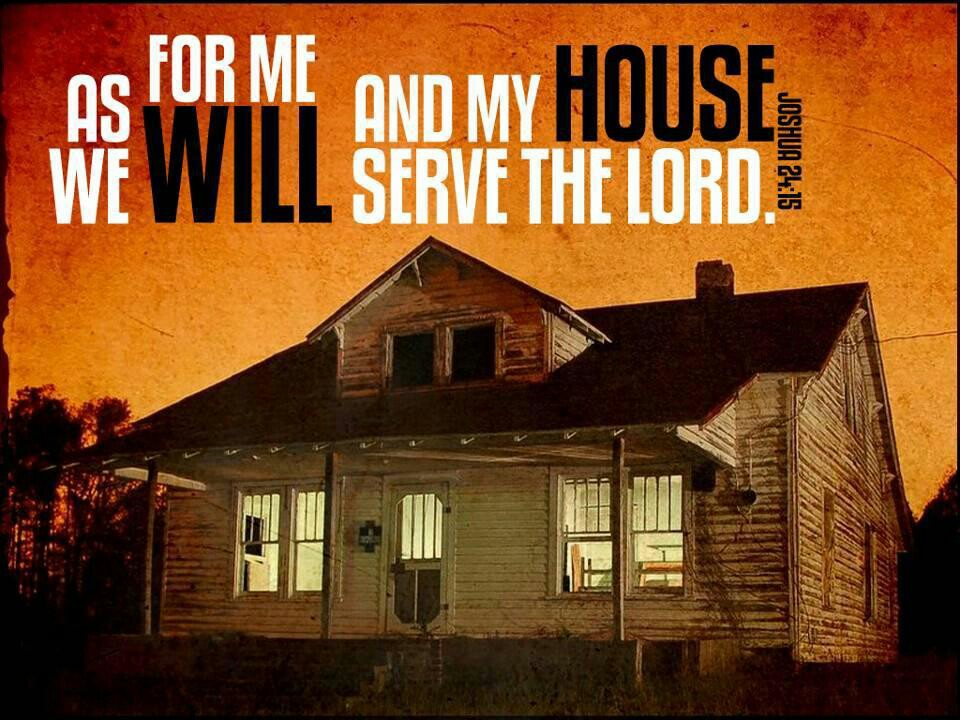 AS FOR ME AND MY HOUSE
WE WILL SERVE THE LORD.
JOSHUA 24:15